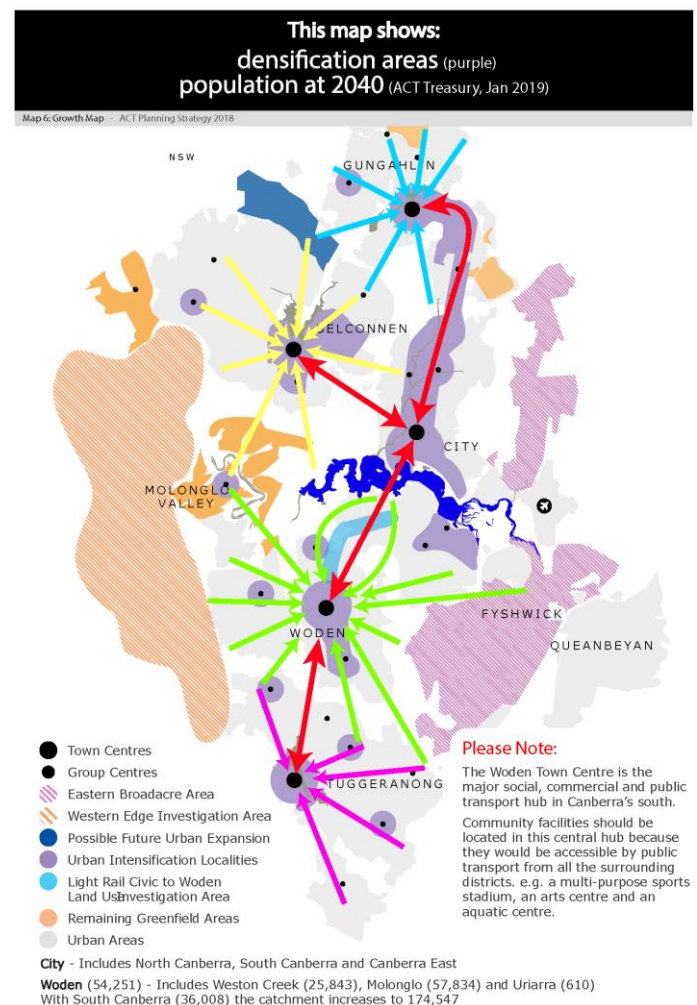 This map shows:
densification areas (purple)
population at 2040 (ACT Treasury, Jan 2019)
Map 6: Growth Map - ACT Planning Strategy 2018
NSW
GUNGAHLIN
BELCONNEN
CITY
MOLONGLO
VALLEY
WODEN
FYSHWICK
QUEANBEYAN
TUGGERANONG
Town Centres
Group Centres
Eastern Broadacre Area
Western Edge Investigation Area
Possible Future Urban Expansion
Urban Intensification Localities
Light Rail Civic to Woden
Land Use Investigation Area
Remaining Greenfield Areas
Urban Areas
Please Note:
The Woden Town Centre is the
major social, commercial and public
transport hub in Canberra's south.
Community facilities should be
located in this central hub because
they would be accessible by public
transport from all the surrounding
districts. e.g. a multi-purpose sports
stadium, an arts centre and an
aquatic centre.
City - Includes North Canberra, South Canberra and Canberra East
Woden (54,251) - Includes Weston Creek (25,843), Molonglo (57,834) and Uriarra (610)
With South Canberra (36,008) the catchment increases to 174,547